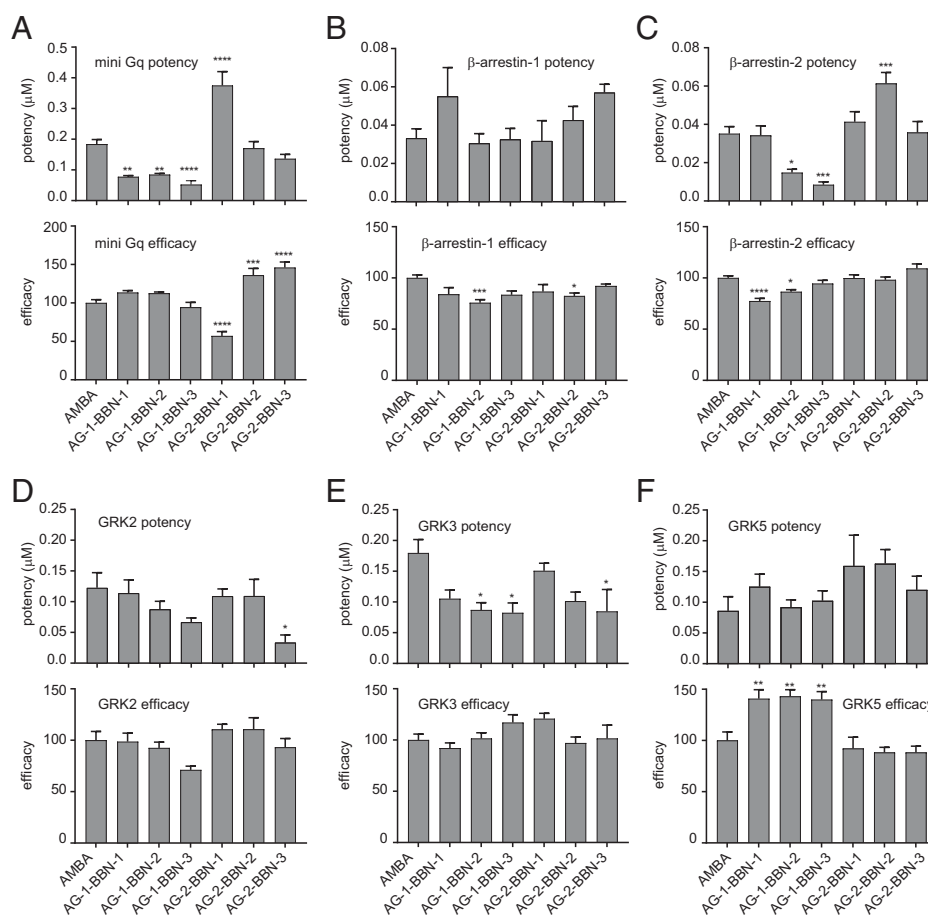 A
mini Gq potency
potency (μM)
0.5
0.4
0.3
0.2
0.1
0.0
**
**
****
****
mini Gq efficacy
efficacy
200
150
100
50
0
****
***
****
AMBA
AG-1-BBN-1
AG-1-BBN-2
AG-1-BBN-3
AG-2-BBN-1
AG-2-BBN-2
AG-2-BBN-3
B
β-arrestin-1 potency
potency (μM)
0.08
0.06
0.04
0.02
0.0
β-arrestin-1 efficacy
efficacy
150
100
50
0
***
*
AMBA
AG-1-BBN-1
AG-1-BBN-2
AG-1-BBN-3
AG-2-BBN-1
AG-2-BBN-2
AG-2-BBN-3
C
β-arrestin-2 potency
potency (μM)
0.08
0.06
0.04
0.02
0.0
*
***
***
β-arrestin-2 efficacy
efficacy
150
100
50
0
****
*
AMBA
AG-1-BBN-1
AG-1-BBN-2
AG-1-BBN-3
AG-2-BBN-1
AG-2-BBN-2
AG-2-BBN-3
D
GRK2 potency
potency (μM)
0.25
0.20
0.15
0.10
0.05
0.00
*
GRK2 efficacy
efficacy
150
100
50
0
AMBA
AG-1-BBN-1
AG-1-BBN-2
AG-1-BBN-3
AG-2-BBN-1
AG-2-BBN-2
AG-2-BBN-3
E
GRK3 potency
potency (μM)
0.25
0.20
0.15
0.10
0.05
0.00
*
*
*
GRK3 efficacy
efficacy
150
100
50
0
AMBA
AG-1-BBN-1
AG-1-BBN-2
AG-1-BBN-3
AG-2-BBN-1
AG-2-BBN-2
AG-2-BBN-3
F
GRK5 potency
potency (μM)
0.25
0.20
0.15
0.10
0.05
0.00
GRK5 efficacy
efficacy
150
100
50
0
**
**
**
AMBA
AG-1-BBN-1
AG-1-BBN-2
AG-1-BBN-3
AG-2-BBN-1
AG-2-BBN-2
AG-2-BBN-3